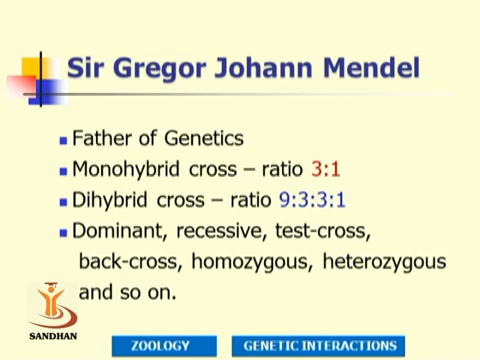 Sir Gregor Johann Mendel
Father of Genetics
Monohybrid cross – ratio 3:1
Dihybrid cross – ratio 9:3:3:1
Dominant, recessive, test-cross,
back-cross, homozygous, heterozygous
and so on.
SANDHAN
ZOOLOGY
GENETIC INTERACTIONS